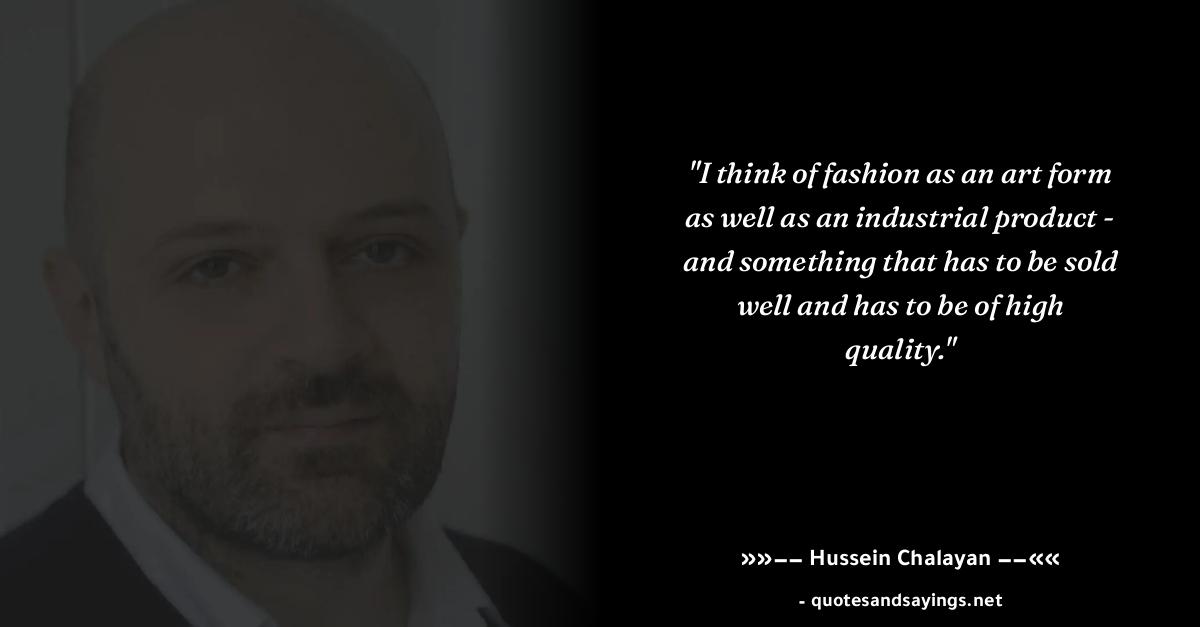 "I think of fashion as an art form
as well as an industrial product -
and something that has to be sold
well and has to be of high
quality."
»»−− Hussein Chalayan −−««
- quotesandsayings.net